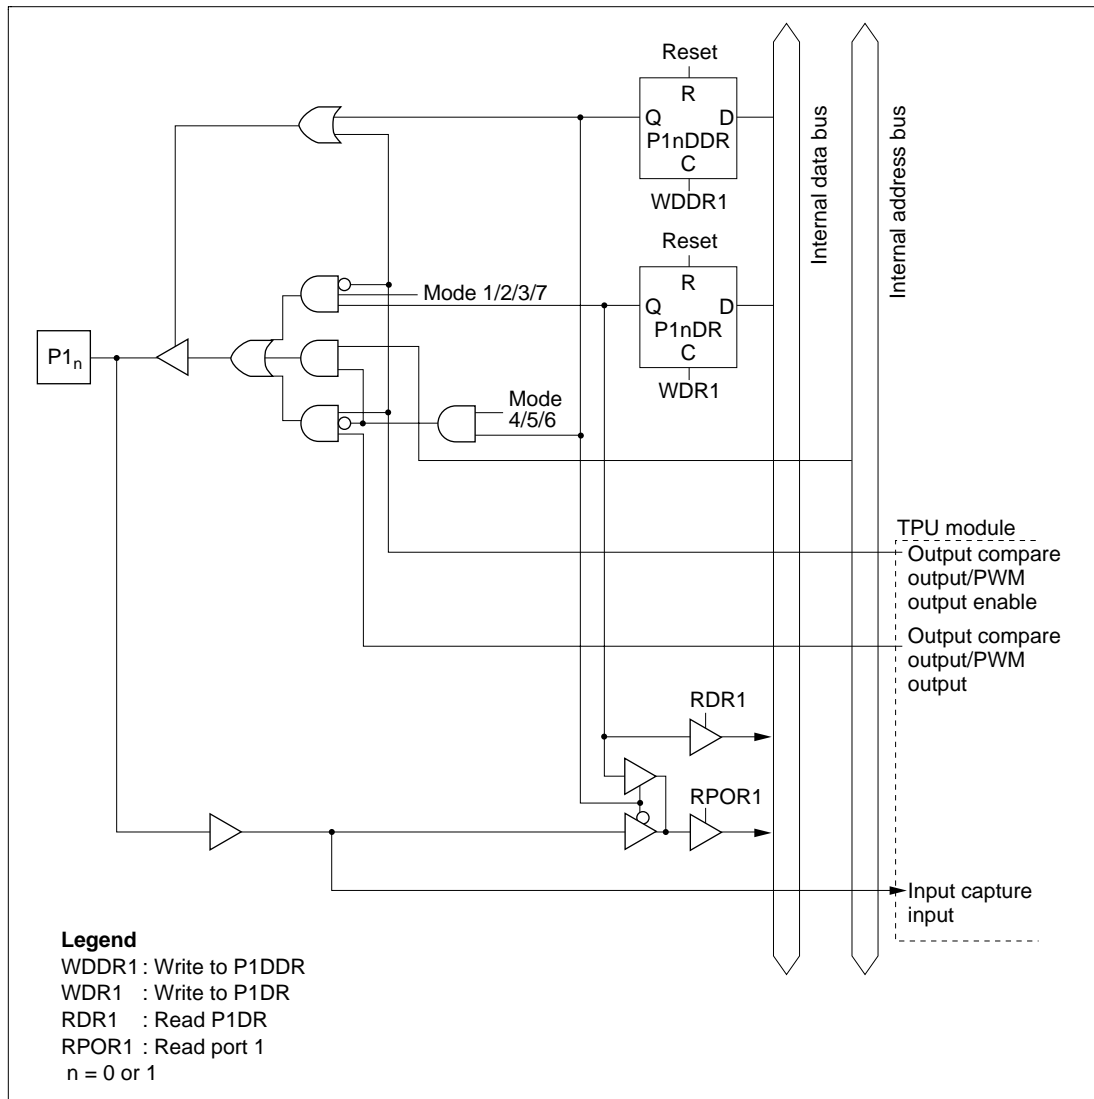 Reset
R
Q D
P1nDDR
C
WDDR1
Internal data bus
Internal address bus
Reset
R
Mode 1/2/3/7
Q D
P1nDR
C
WDR1
P1n
Mode
4/5/6
TPU module
Output compare
output/PWM
output enable
Output compare
output/PWM
output
RDR1
RPOR1
Input capture
input
Legend
WDDR1 : Write to P1DDR
WDR1 : Write to P1DR
RDR1 : Read P1DR
RPOR1 : Read port 1
n = 0 or 1